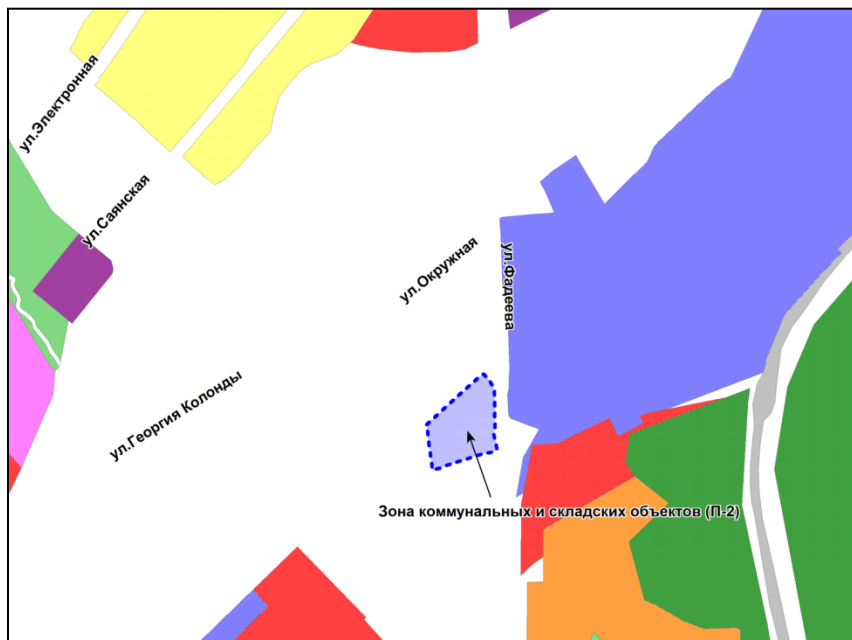 ул.Электронная
ул.Саянская
ул.Окружная
ул.Фадеева
ул.Георгия Колонды
Зона коммунальных и складских объектов (П-2)